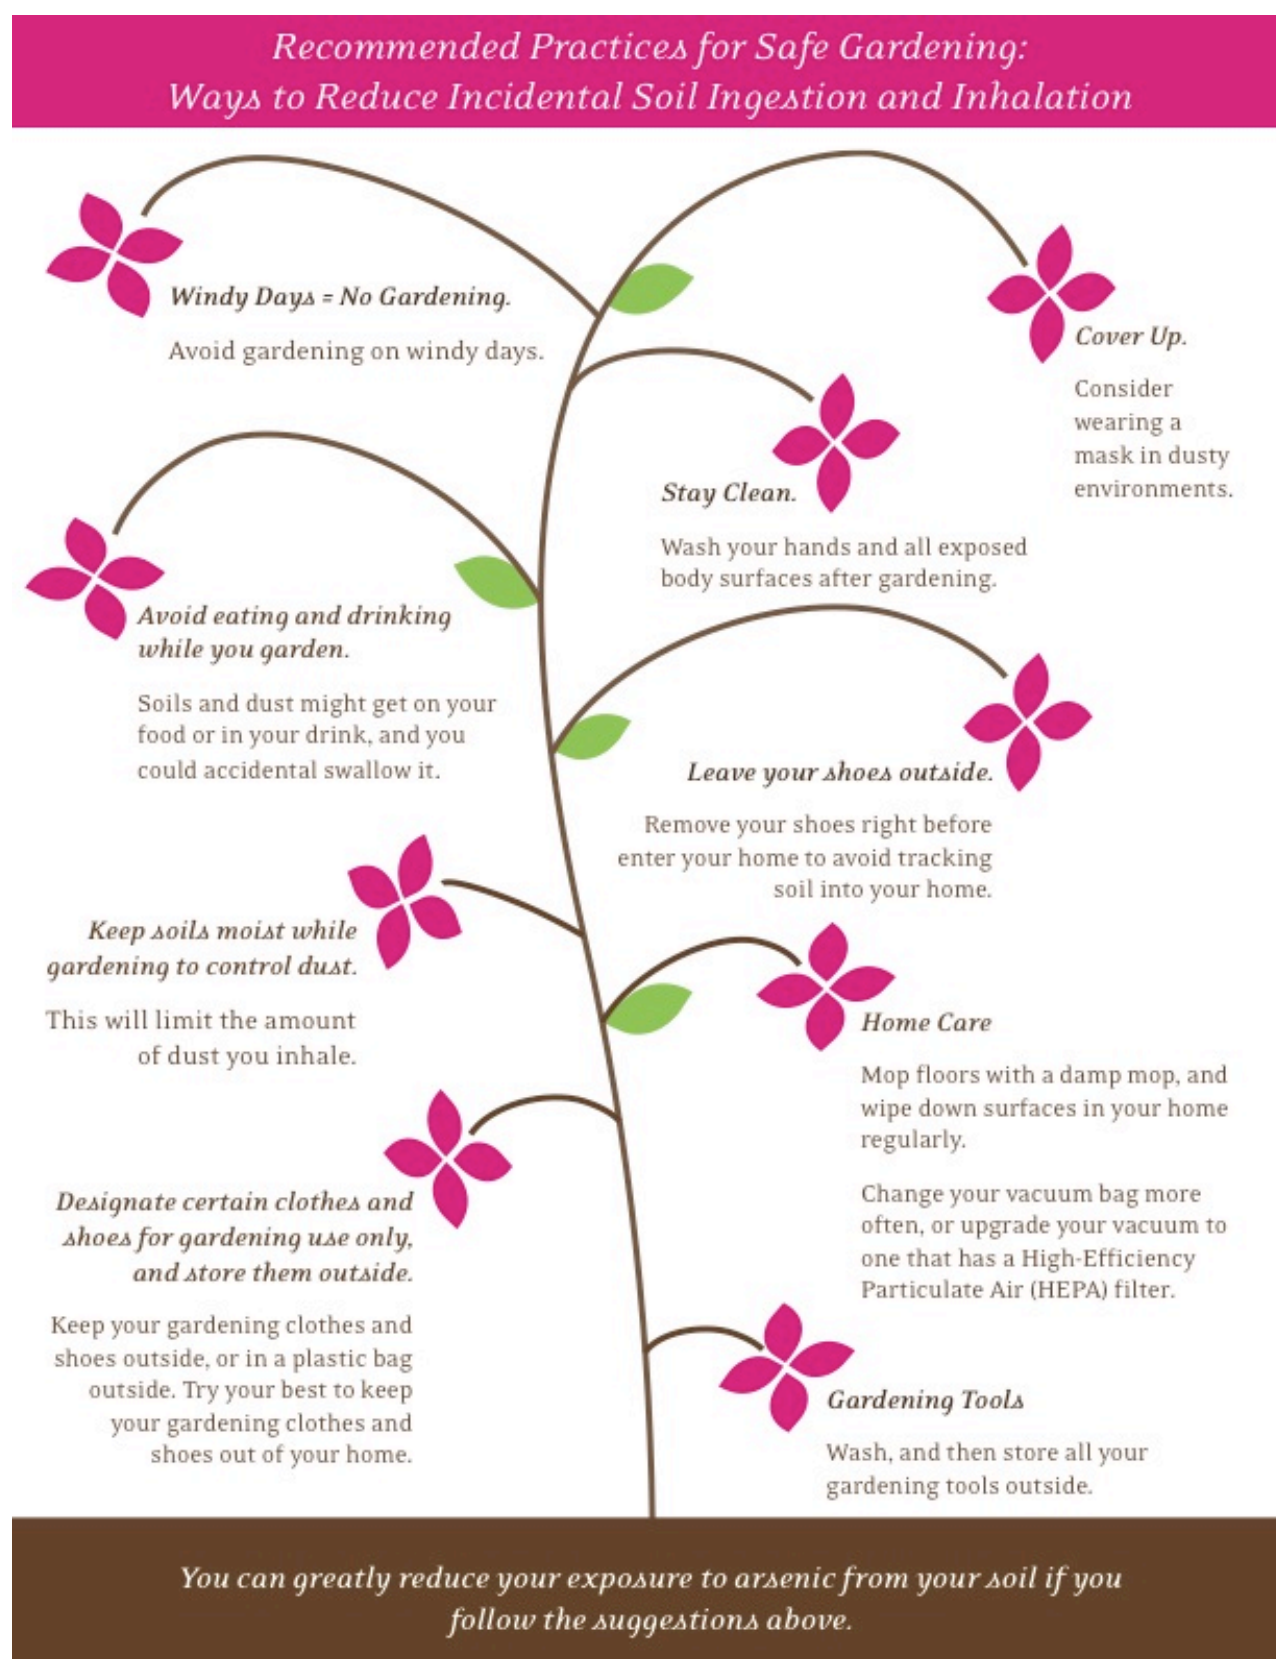 Recommended Practices for Safe Gardening:
Ways to Reduce Incidental Soil Ingestion and Inhalation
Windy Days = No Gardening.
Avoid gardening on windy days.
Cover Up.
Consider
wearing a
mask in dusty
environments.
Stay Clean.
Wash your hands and all exposed
body surfaces after gardening.
Avoid eating and drinking
while you garden.
Soils and dust might get on your
food or in your drink, and you
could accidental swallow it.
Leave your shoes outside.
Remove your shoes right before
enter your home to avoid tracking
soil into your home.
Keep soils moist while
gardening to control dust.
This will limit the amount
of dust you inhale.
Home Care
Mop floors with a damp mop, and
wipe down surfaces in your home
regularly.
Change your vacuum bag more
often, or upgrade your vacuum to
one that has a High-Efficiency
Particulate Air (HEPA) filter.
Designate certain clothes and
shoes for gardening use only,
and store them outside.
Keep your gardening clothes and
shoes outside, or in a plastic bag
outside. Try your best to keep
your gardening clothes and
shoes out of your home.
Gardening Tools
Wash, and then store all your
gardening tools outside.
You can greatly reduce your exposure to arsenic from your soil if you
follow the suggestions above.